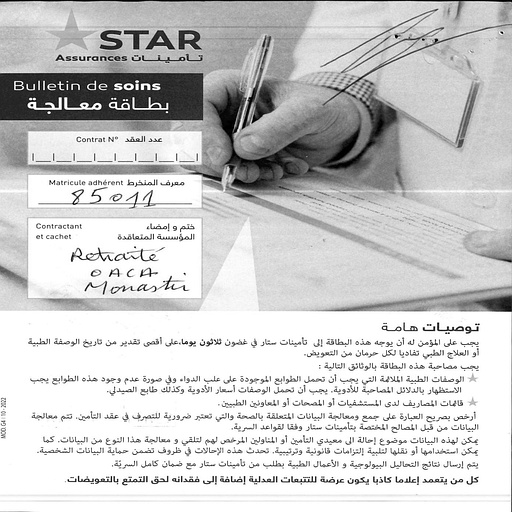 STAR
Assurances تأمينات
Bulletin de soins
بطاقة معالجة
Contrat N° عدد العقد
Matricule adhérent معرف المنخرط
85011
Contractant et cachet
ختم و إمضاء المؤسسة المتعاقدة
Retraité
OACA
Monastir
توصيات هامة
يجب على المؤمن له أن يوجه هذه البطاقة إلى تأمينات ستار في غضون ثلاثون يوما،على أقصى تقدير من تاريخ الوصفة الطبية
أو العلاج الطبي تفاديا لكل حرمان من التعويض.
يجب مصاحبة هذه البطاقة بالوثائق التالية :
الوصفات الطبية الملائمة التي يجب أن تحمل الطوابع الموجودة على علب الدواء وفي صورة عدم وجود هذه الطوابع يجب
الاستظهار بالدلائل المصاحبة للأدوية. يجب أن تحمل الوصفات أسعار الأدوية وكذلك طابع الصيدلي.
قائمات المصاريف لدى المستشفيات أو المصحات أو المعاونين الطبيين.
أرخص بصريح العبارة على جمع ومعالجة البيانات المتعلقة بالصحة والتي تعتبر ضرورية للتصرف في عقد التأمين. تتم معالجة
البيانات من قبل المصالح المختصة بتأمينات ستار وفقا لقواعد السرية.
يمكن لهذه البيانات موضوع إحالة الى معيدي التأمين أو المناولين المرخص لهم لتلقي و معالجة هذا النوع من البيانات. كما
يمكن استخدامها أو نقلها لتلبية إلتزامات قانونية وترتيبية. تحدث هذه الإحالات في ظروف تضمن حماية البيانات الشخصية.
يتم إرسال نتائج التحاليل البيولوجية و الأعمال الطبية بطلب من تأمينات ستار مع ضمان كامل السرية.
كل من يتعمد إعلاما كاذبا يكون عرضة للتتبعات العدلية إضافة إلى فقدانه لحق التمتع بالتعويضات.
MOD.G4 : 10 - 2022